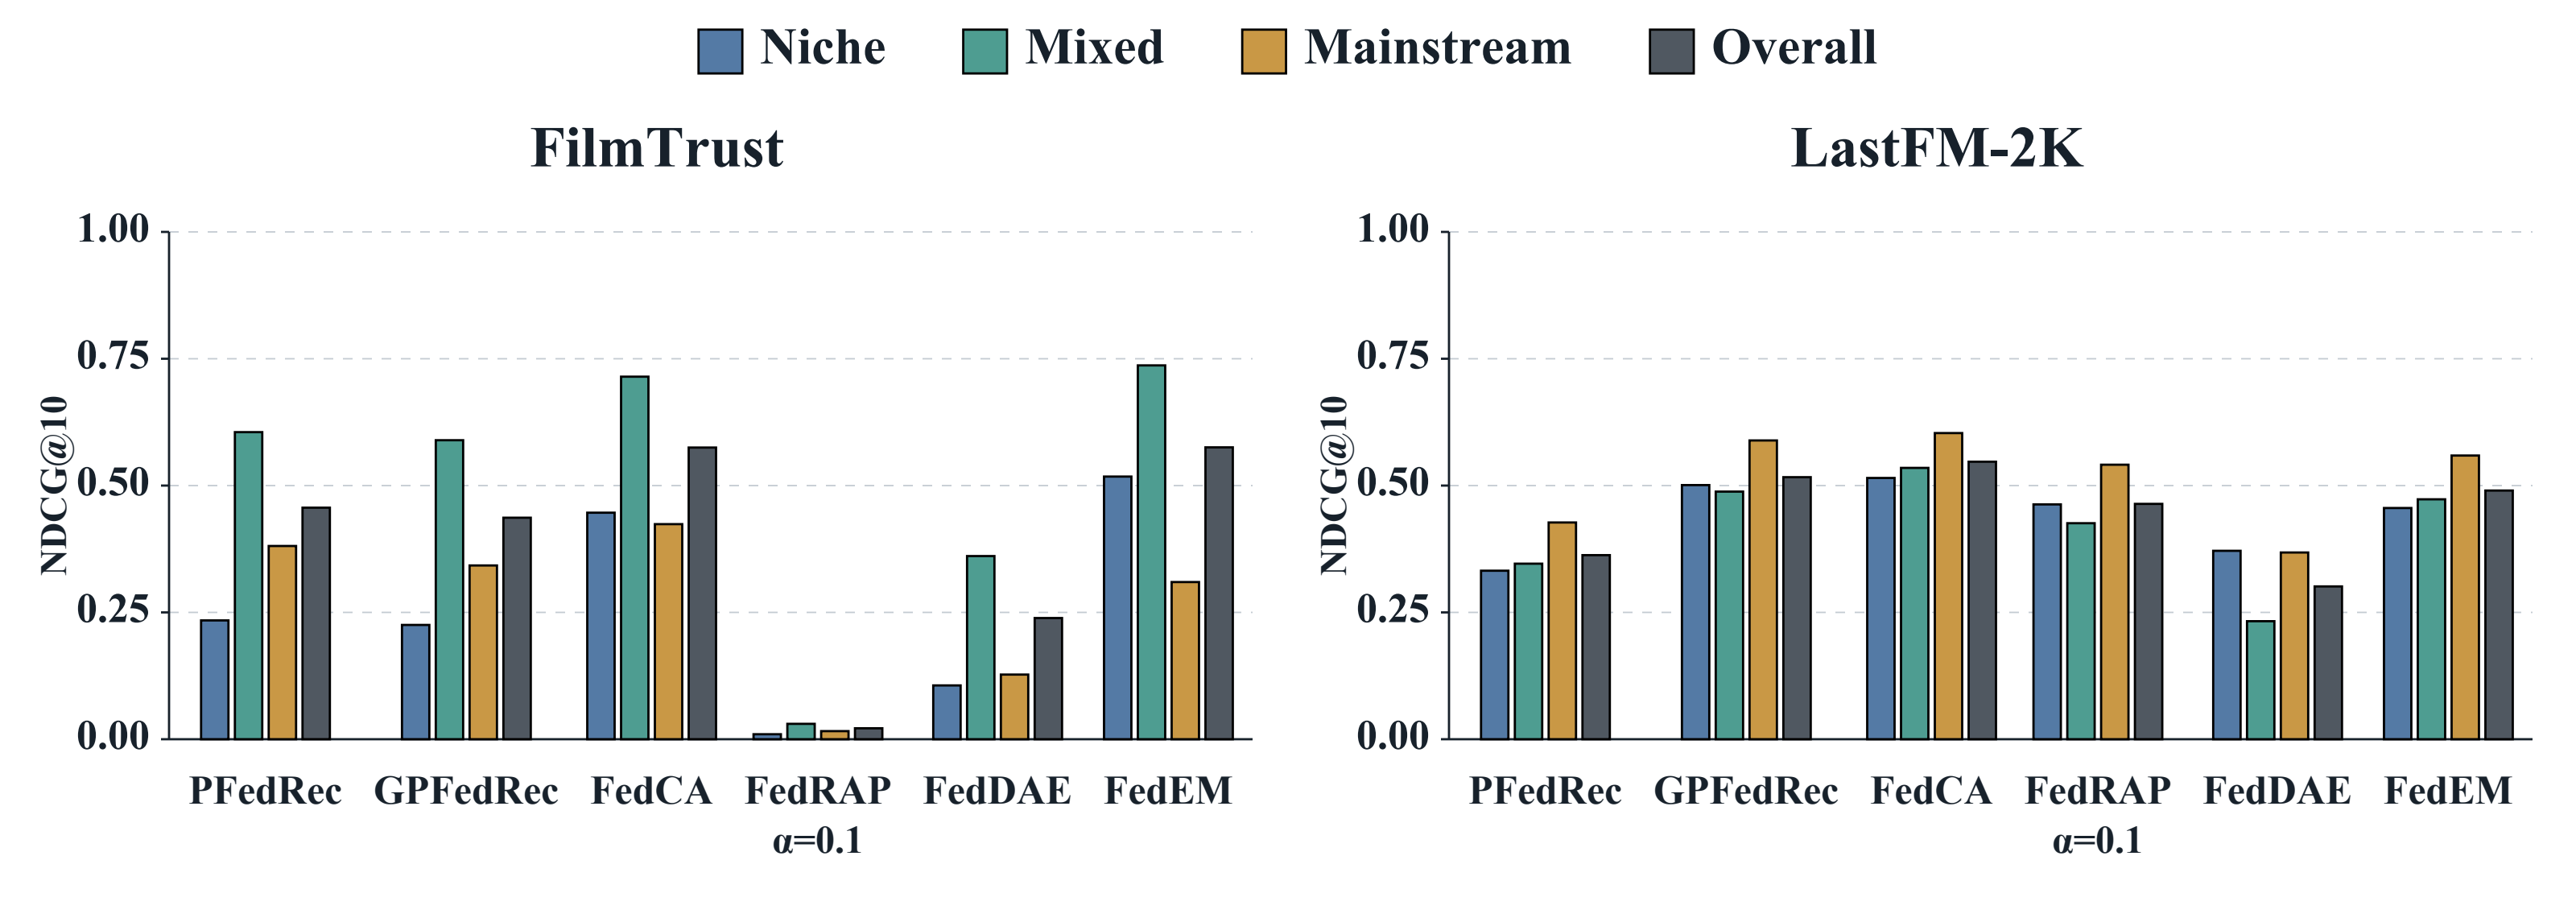 Niche Mixed Mainstream Overall
FilmTrust
NDCG@10
1.00
0.75
0.50
0.25
0.00
PFedRec GPFedRec FedCA FedRAP FedDAE FedEM
α=0.1
LastFM-2K
NDCG@10
1.00
0.75
0.50
0.25
0.00
PFedRec GPFedRec FedCA FedRAP FedDAE FedEM
α=0.1